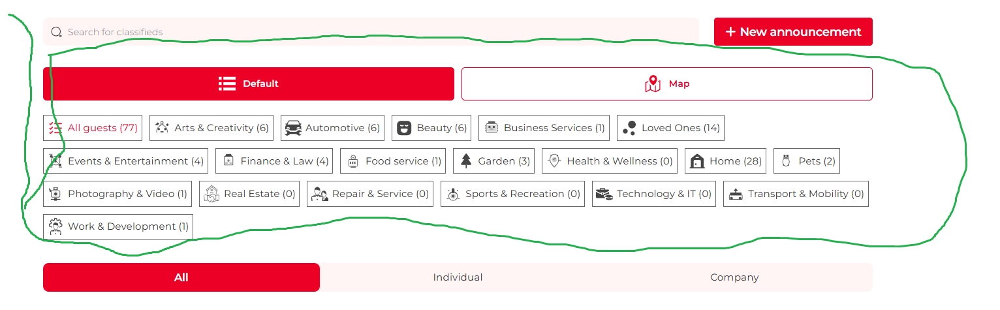 Search for classifieds
+ New announcement
Default
Map
All guests (77) Arts & Creativity (6) Automotive (6) Beauty (6) Business Services (1) Loved Ones (14)
Events & Entertainment (4) Finance & Law (4) Food service (1) Garden (3) Health & Wellness (0) Home (28) Pets (2)
Photography & Video (1) Real Estate (0) Repair & Service (0) Sports & Recreation (0) Technology & IT (0) Transport & Mobility (0)
Work & Development (1)
All Individual Company